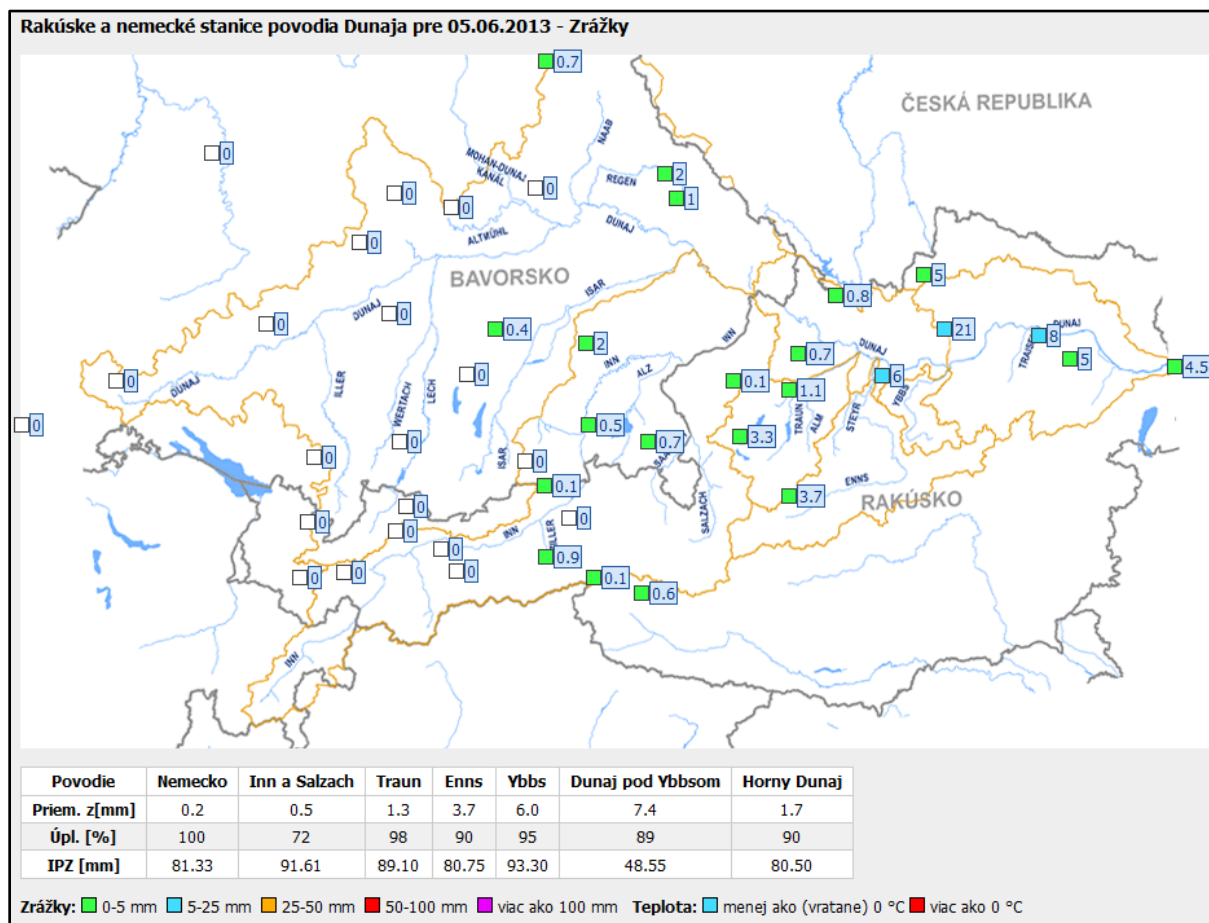 Rakúske a nemecké stanice povodia Dunaja pre 05.06.2013 - Zrážky
0.7
ČESKÁ REPUBLIKA
0
NAAB
MOHAN-DUNAJ
KANÁL
REGEN
2
0
0
1
0
DUNAJ
ALTMÜHL
0
BAVORSKO
5
ISAR
0.8
DUNAJ
0
0
0.4
21
DUNAJ
8
INN
2
DUNAJ
0.7
TRAISEN
5
INN
4.5
ALZ
0
0
0.1
6
ILLER
WERTACH
LECH
DUNAJ
1.1
YBBS
TRAUN
ALM
STEYR
0
0.5
0
0.7
3.3
ISAR
0
0
0.1
3.7
ENNS
RAKÚSKO
0
SALZACH
0
0
0
INN
0
0.9
0
0
0
0.1
0.6
INN
Povodie Nemecko Inn a Salzach Traun Enns Ybbs Dunaj pod Ybbsom Horny Dunaj
Priem. z[mm] 0.2 0.5 1.3 3.7 6.0 7.4 1.7
Úpl. [%] 100 72 98 90 95 89 90
IPZ [mm] 81.33 91.61 89.10 80.75 93.30 48.55 80.50
Zrážky: 0-5 mm 5-25 mm 25-50 mm 50-100 mm viac ako 100 mm Teplota: menej ako (vratane) 0 °C viac ako 0 °C